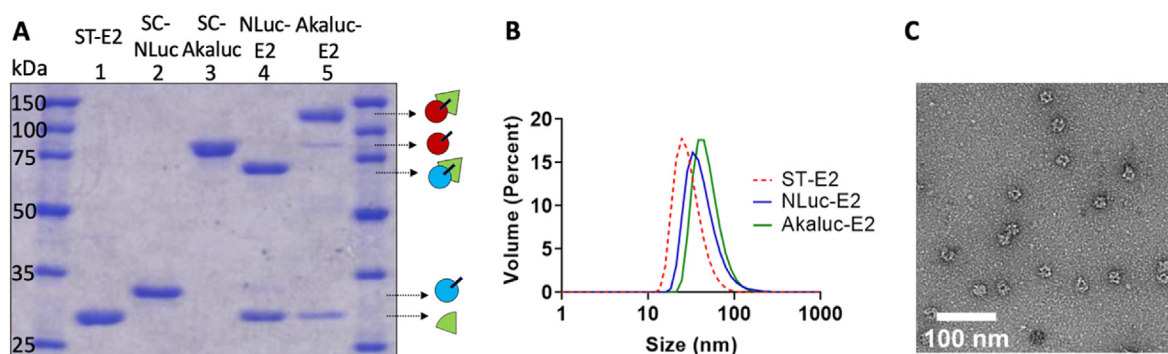 A
ST-E2
SC-
NLuc
SC-
Akaluc
NLuc-
E2
Akaluc-
E2
kDa
1 2 3 4 5
150
100
75
50
35
25
B
Volume (Percent)
20
15
10
5
0
1 10 100 1000
Size (nm)
ST-E2
NLuc-E2
Akaluc-E2
C
100 nm